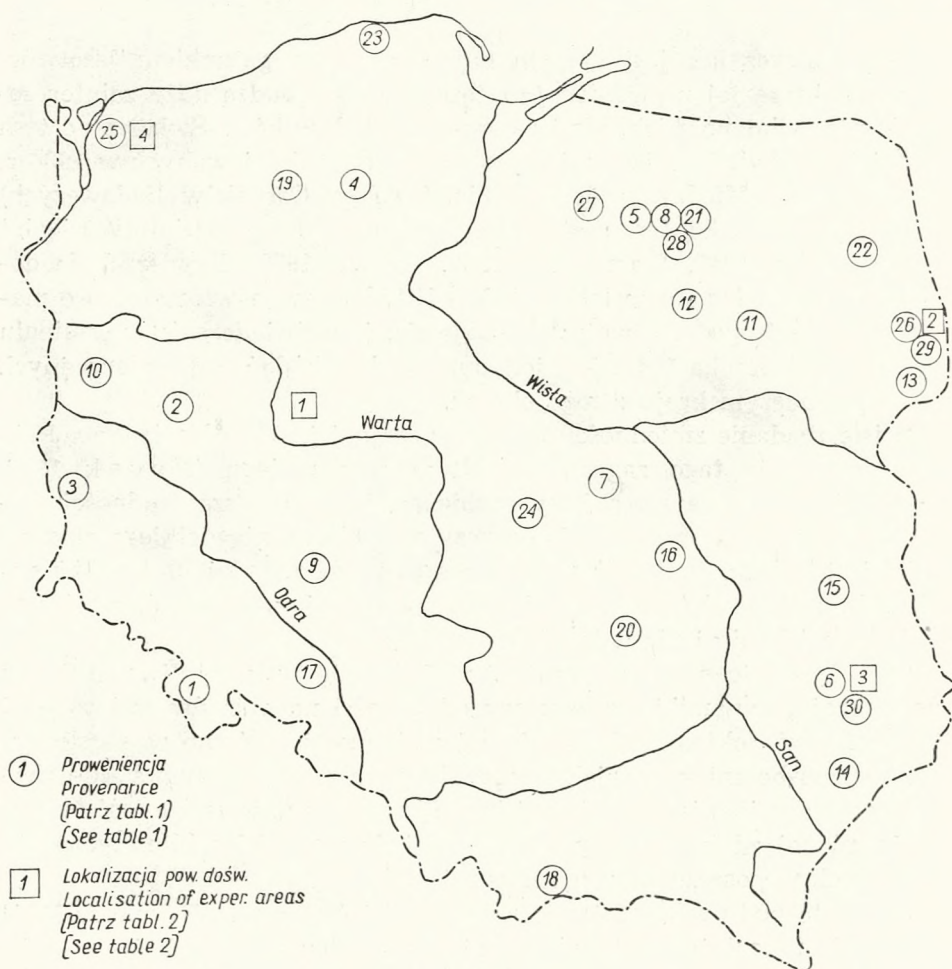 23
25 4
19 4
27 5 8 21
28
22
12
11
26 2
29
13
10
2
1
Warta
Wisła
3
7
24
16
9
Odra
15
20
17
1
6 3
30
San
14
18
1 Proweniencja
Provenance
[Patrz tabl. 1]
[See table 1]
1 Lokalizacja pow. dośw.
Localisation of exper. areas
[Patrz tabl. 2]
[See table 2]